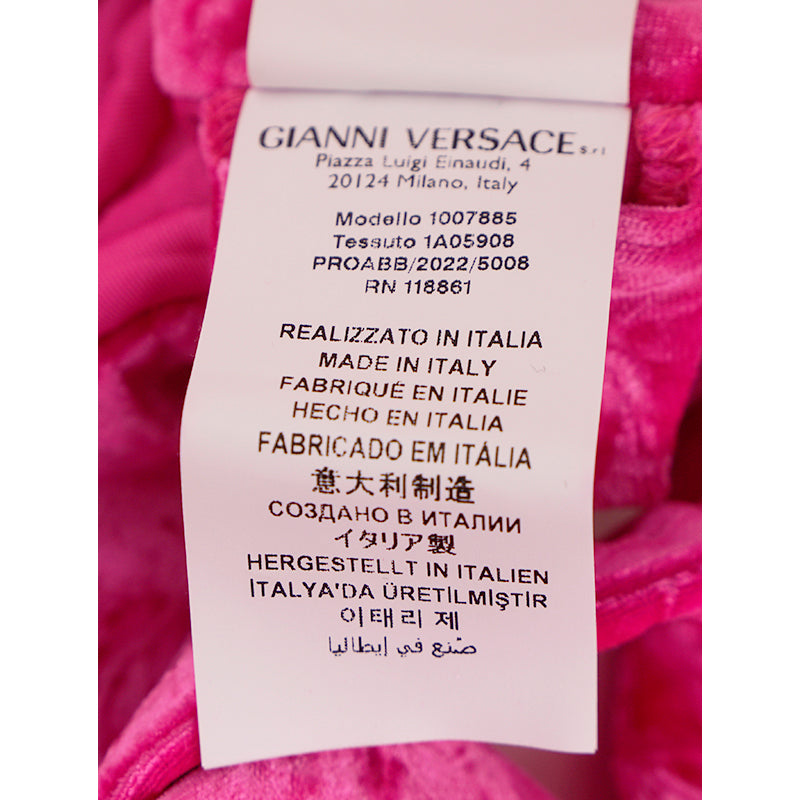 GIANNI VERSACE S.r.l
Piazza Luigi Einaudi, 4
20124 Milano, Italy
Modello 1007885
Tessuto 1A05908
PROABB/2022/5008
RN 118861
REALIZZATO IN ITALIA
MADE IN ITALY
FABRIQUÉ EN ITALIE
HECHO EN ITALIA
FABRICADO EM ITÁLIA
意大利制造
СОЗДАНО В ИТАЛИИ
イタリア製
HERGESTELLT IN ITALIEN
İTALYA'DA ÜRETİLMİŞTİR
이태리 제
صنع في إيطاليا